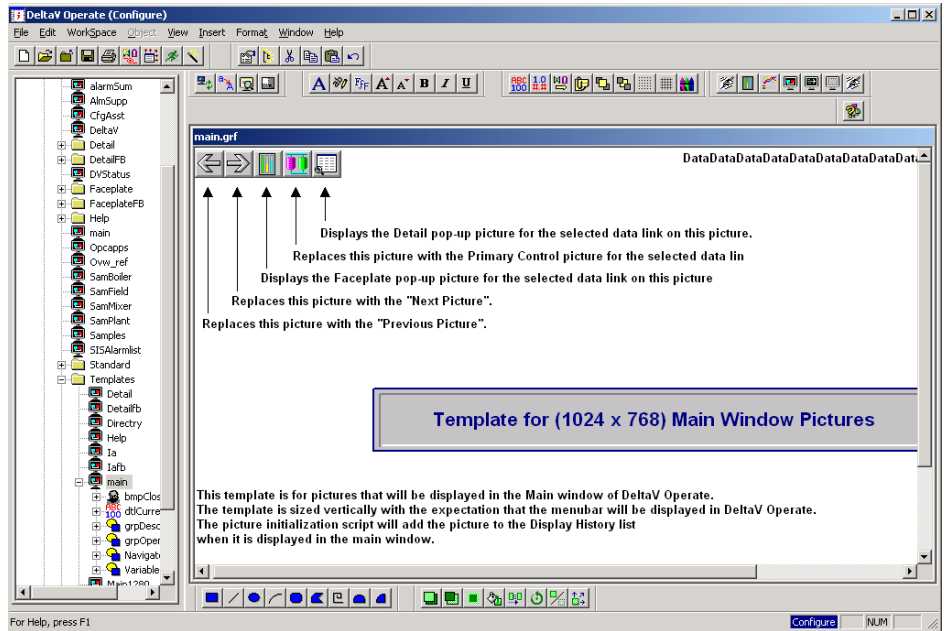 DeltaV Operate (Configure)
File Edit WorkSpace Object View Insert Format Window Help
alarmSum
AlmSupp
CfgAsst
DeltaV
Detail
DetailFB
DVStatus
Faceplate
FaceplateFB
Help
main
Opcapps
Ovw_ref
SamBoiler
SamField
SamMixer
SamPlant
Samples
SISAlarmlist
Standard
Templates
Detail
Detailfb
Directry
Help
Ia
Iafb
main
bmpClos
ABC 100 dtlCurre
grpDesc
grpOper
Navigat
Variable
Main1280
A FFF A A B I U
ABC 100 1.0 #.#
main.grf
DataDataDataDataDataDataDataDataData
Displays the Detail pop-up picture for the selected data link on this picture.
Replaces this picture with the Primary Control picture for the selected data lin
Displays the Faceplate pop-up picture for the selected data link on this picture
Replaces this picture with the "Next Picture".
Replaces this picture with the "Previous Picture".
Template for (1024 x 768) Main Window Pictures
This template is for pictures that will be displayed in the Main window of DeltaV Operate.
The template is sized vertically with the expectation that the menubar will be displayed in DeltaV Operate.
The picture initialization script will add the picture to the Display History list
when it is displayed in the main window.
For Help, press F1
Configure
NUM